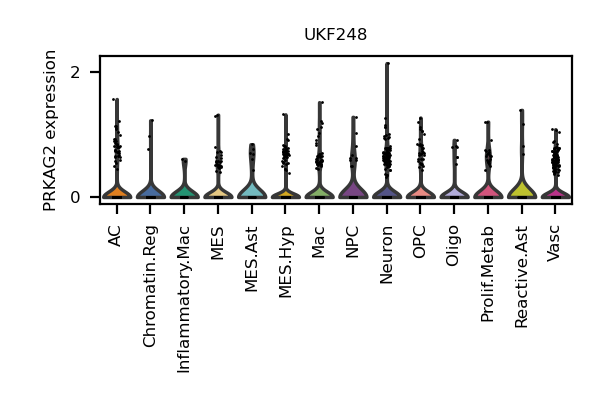 UKF248
PRKAG2 expression
2
0
AC
Chromatin.Reg
Inflammatory.Mac
MES
MES.Ast
MES.Hyp
Mac
NPC
Neuron
OPC
Oligo
Prolif.Metab
Reactive.Ast
Vasc